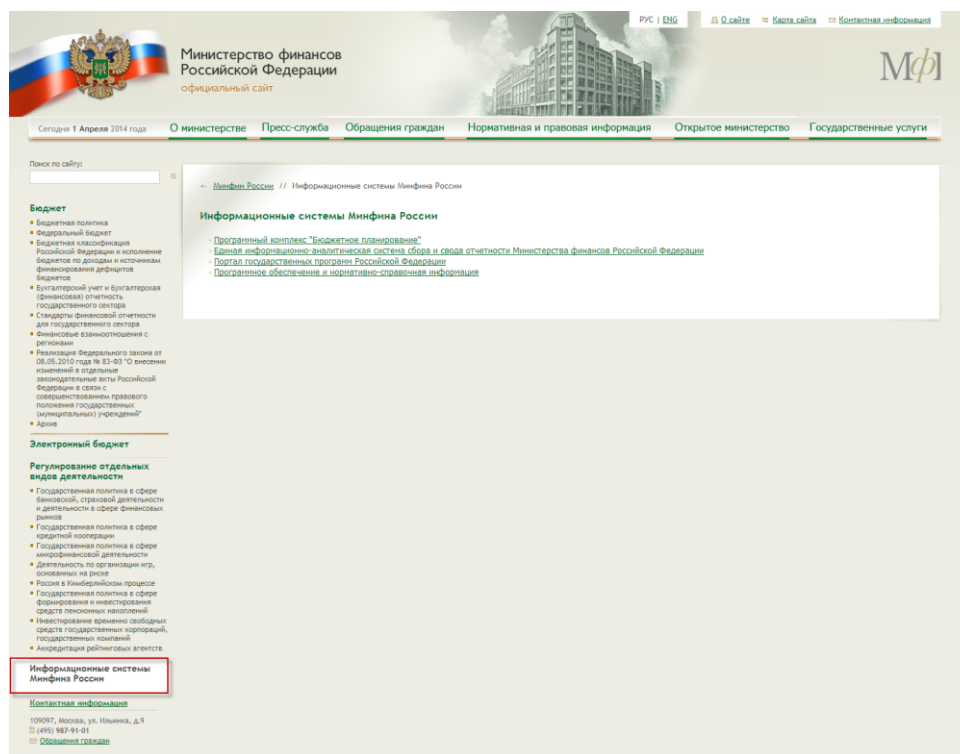 РУС | ENG
О сайте
Карта сайта
Контактная информация
Министерство финансов
Российской Федерации
официальный сайт
Мф
Сегодня 1 Апреля 2014 года
О министерстве
Пресс-служба
Обращения граждан
Нормативная и правовая информация
Открытое министерство
Государственные услуги
Поиск по сайту:
← Минфин России // Информационные системы Минфина России
Информационные системы Минфина России
Программный комплекс "Бюджетное планирование"
Единая информационно-аналитическая система сбора и свода отчетности Министерства финансов Российской Федерации
Портал государственных программ Российской Федерации
Программное обеспечение и нормативно-справочная информация
Бюджет
Бюджетная политика
Федеральный бюджет
Бюджетная классификация
Российской Федерации и исполнение
бюджетов по доходам и источникам
финансирования дефицитов
бюджетов
Бухгалтерский учет и бухгалтерская
(финансовая) отчетность
государственного сектора
Стандарты финансовой отчетности
для государственного сектора
Финансовые взаимоотношения с
регионами
Реализация Федерального закона от
08.05.2010 года № 83-ФЗ "О внесении
изменений в отдельные
законодательные акты Российской
Федерации в связи с
совершенствованием правового
положения государственных
(муниципальных) учреждений"
Архив
Электронный бюджет
Регулирование отдельных
видов деятельности
Государственная политика в сфере
банковской, страховой деятельности
и деятельности в сфере финансовых
рынков
Государственная политика в сфере
кредитной кооперации
Государственная политика в сфере
микрофинансовой деятельности
Деятельность по организации игр,
основанных на риске
Россия в Кимберлийском процессе
Государственная политика в сфере
формирования и инвестирования
средств пенсионных накоплений
Инвестирование временно свободных
средств государственных корпораций,
государственных компаний
Аккредитация рейтинговых агентств
Информационные системы
Минфина России
Контактная информация
109097, Москва, ул. Ильинка, д.9
(495) 987-91-01
Обращения граждан